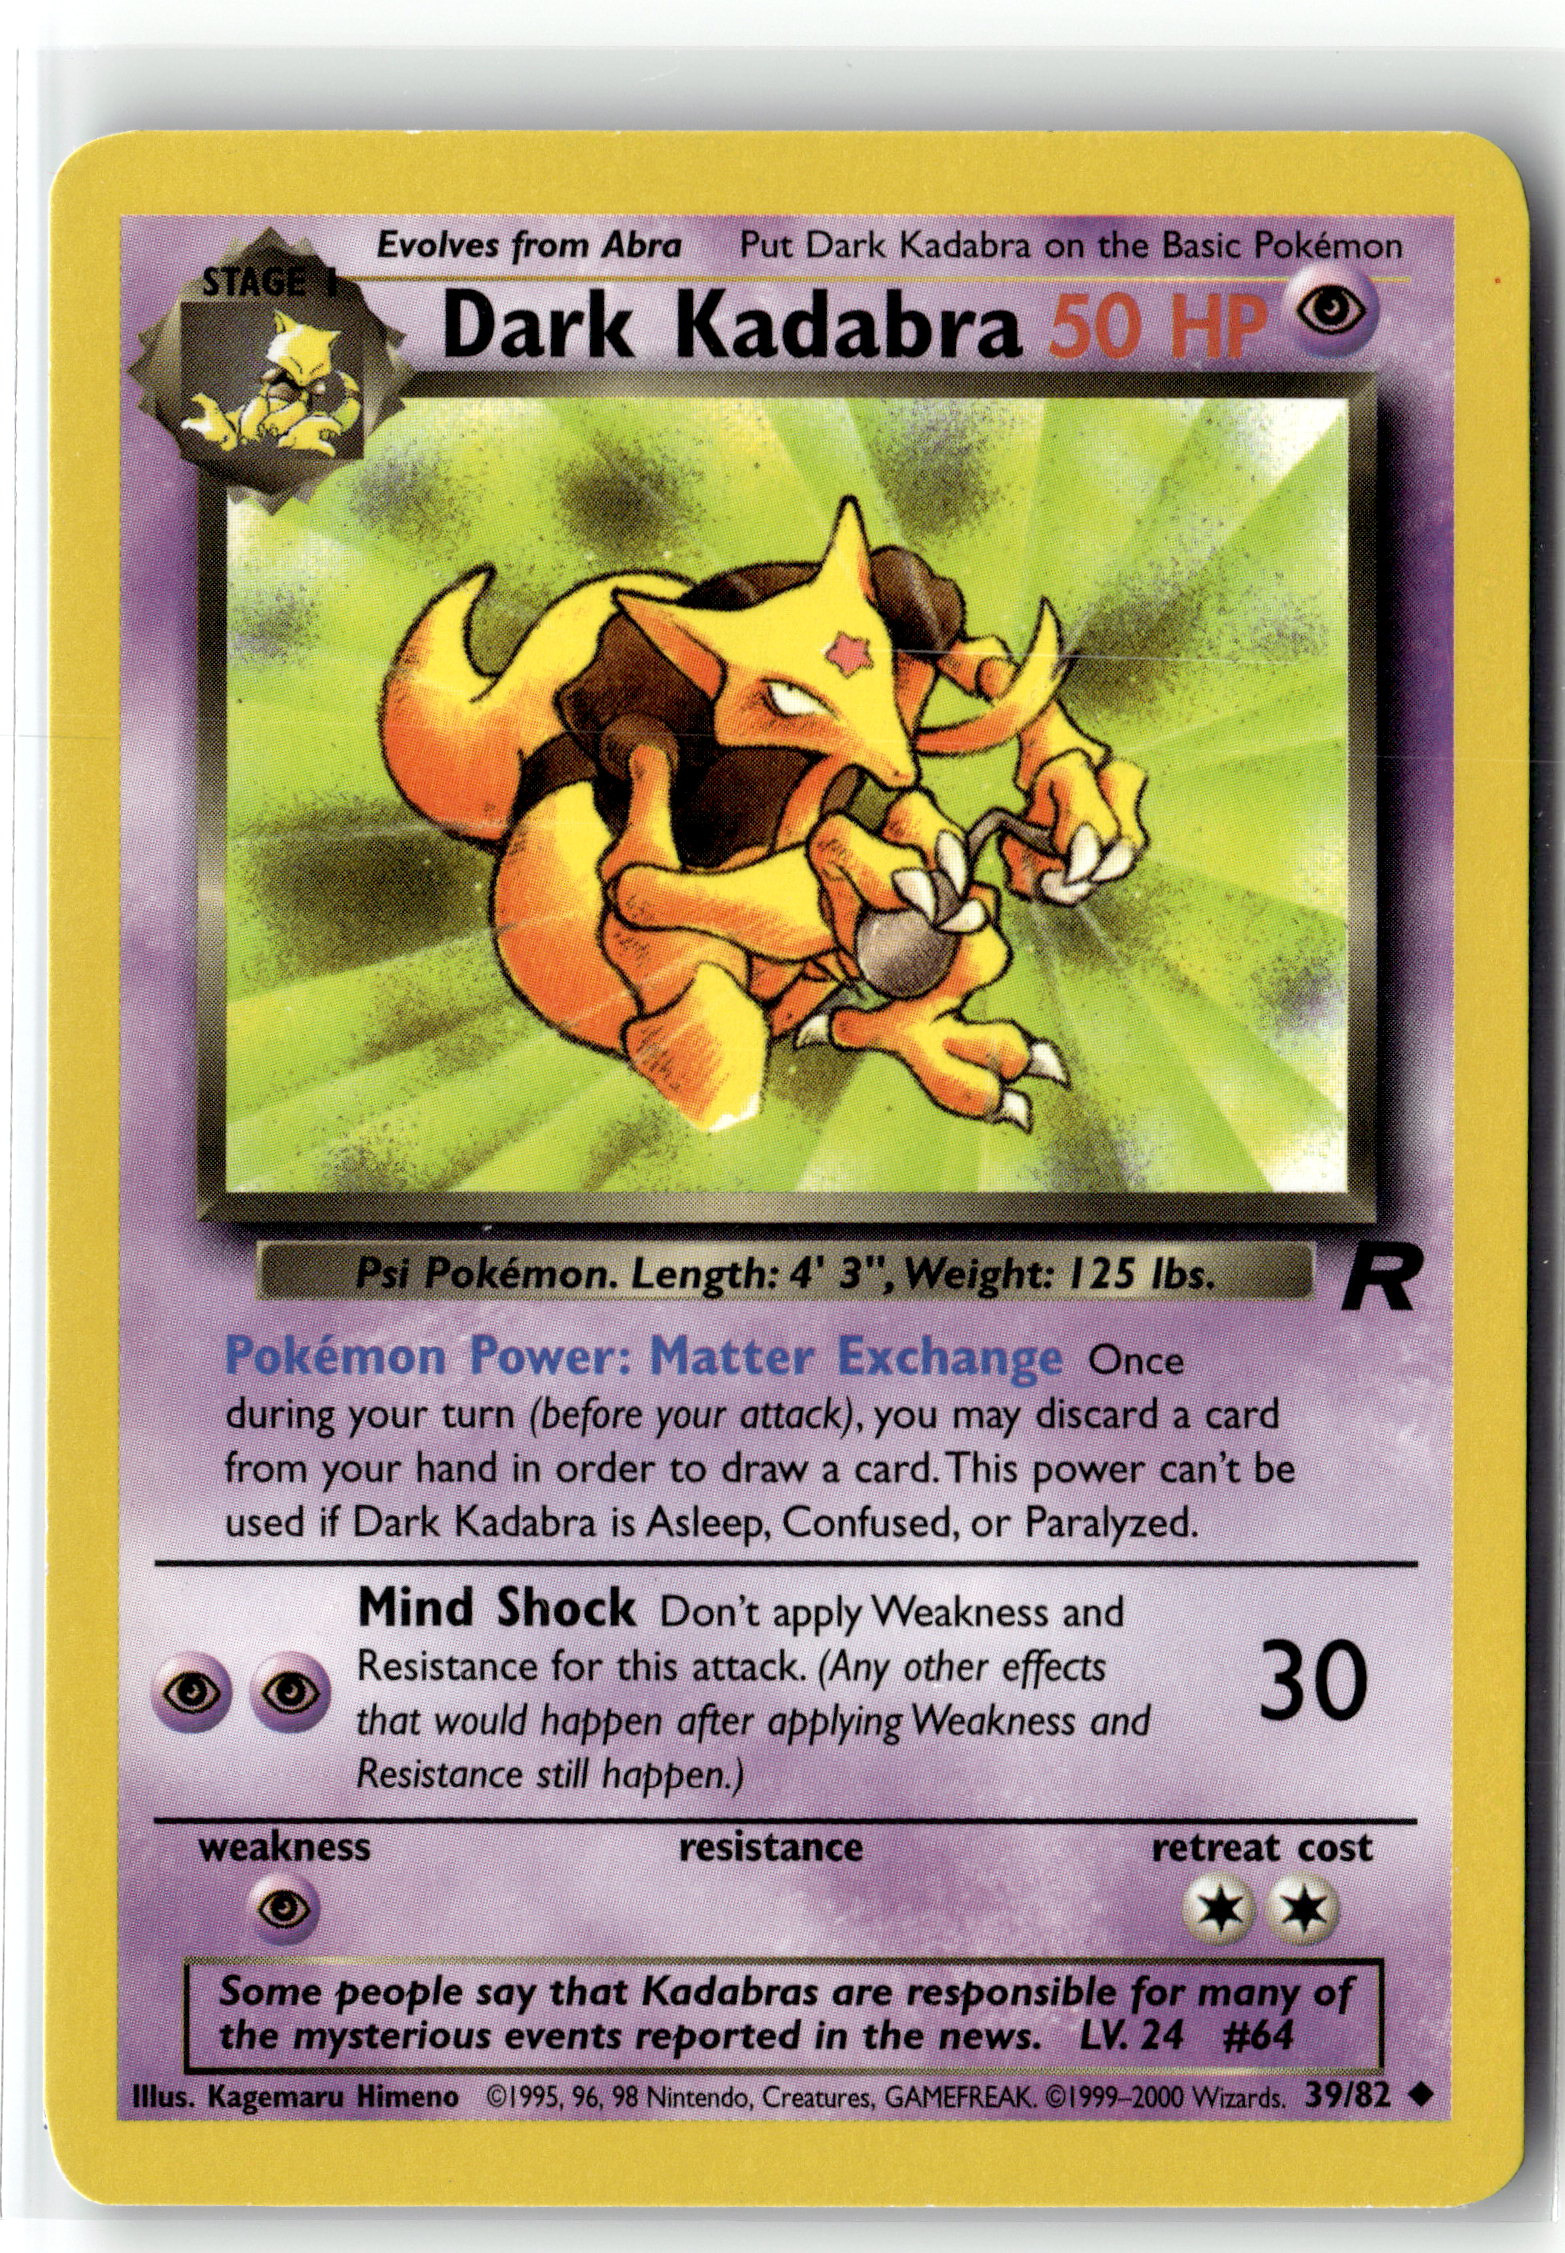 Evolves from Abra Put Dark Kadabra on the Basic Pokémon
STAGE 1
Dark Kadabra 50 HP
Psi Pokémon. Length: 4' 3", Weight: 125 lbs.
R
Pokémon Power: Matter Exchange Once
during your turn (before your attack), you may discard a card
from your hand in order to draw a card. This power can't be
used if Dark Kadabra is Asleep, Confused, or Paralyzed.
Mind Shock Don't apply Weakness and
Resistance for this attack. (Any other effects
that would happen after applying Weakness and
Resistance still happen.)
30
weakness resistance retreat cost
Some people say that Kadabras are responsible for many of
the mysterious events reported in the news. LV. 24 #64
Illus. Kagemaru Himeno ©1995, 96, 98 Nintendo, Creatures, GAMEFREAK. ©1999–2000 Wizards. 39/82